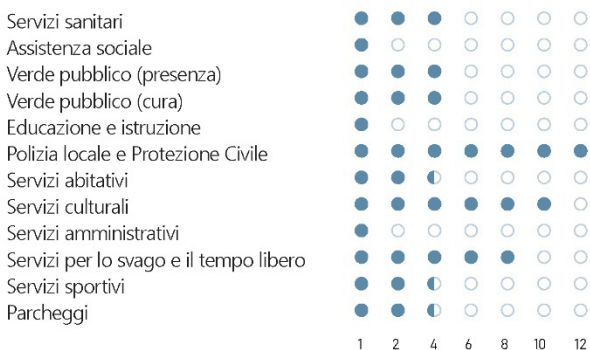 Servizi sanitari
Assistenza sociale
Verde pubblico (presenza)
Verde pubblico (cura)
Educazione e istruzione
Polizia locale e Protezione Civile
Servizi abitativi
Servizi culturali
Servizi amministrativi
Servizi per lo svago e il tempo libero
Servizi sportivi
Parcheggi
1 2 4 6 8 10 12